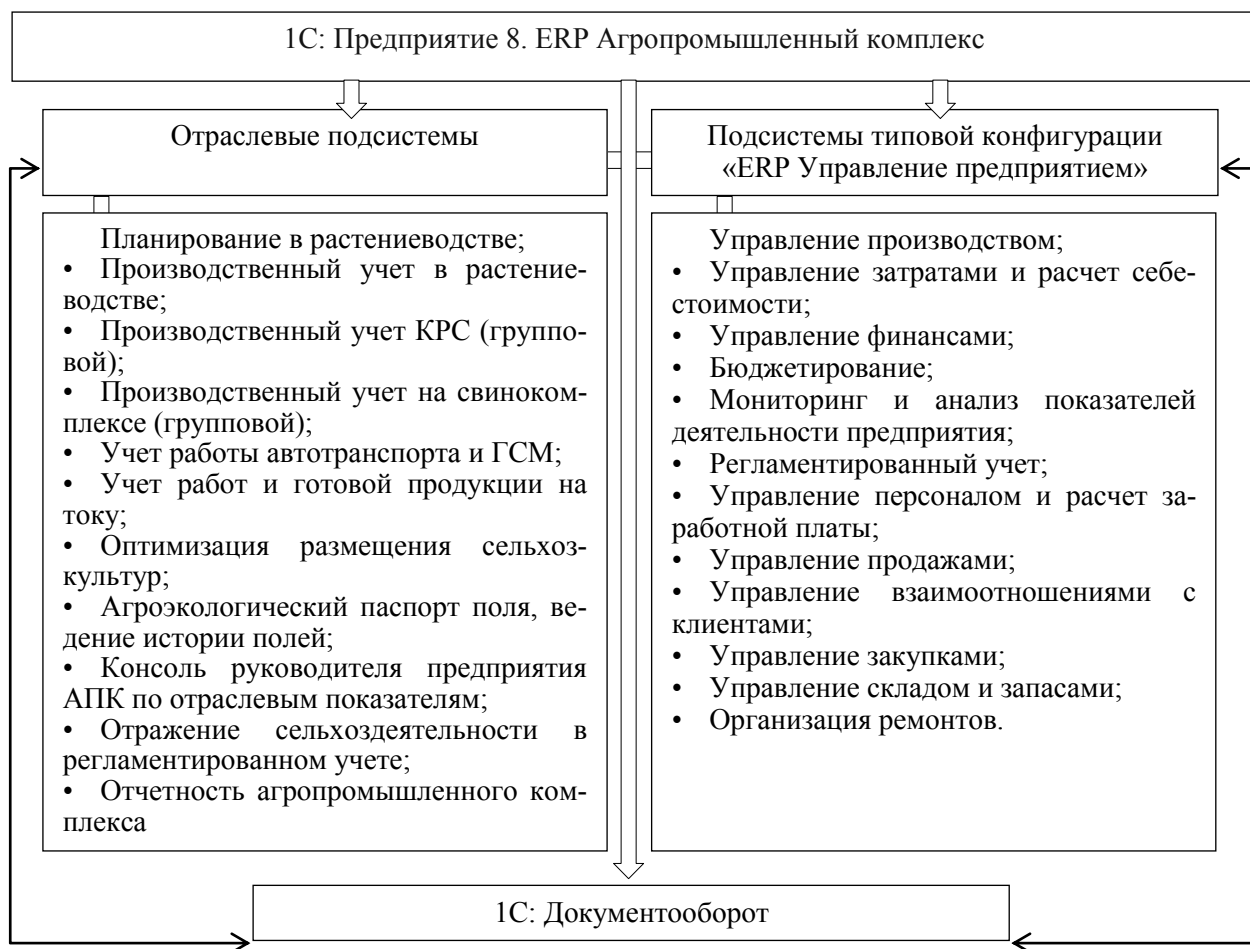 1С: Предприятие 8. ERP Агропромышленный комплекс
Отраслевые подсистемы
Планирование в растениеводстве;
• Производственный учет в растение-
водстве;
• Производственный учет КРС (группо-
вой);
• Производственный учет на свиноком-
плексе (групповой);
• Учет работы автотранспорта и ГСМ;
• Учет работ и готовой продукции на
току;
• Оптимизация размещения сельхоз-
культур;
• Агроэкологический паспорт поля, ве-
дение истории полей;
• Консоль руководителя предприятия
АПК по отраслевым показателям;
• Отражение сельхоздеятельности в
регламентированном учете;
• Отчетность агропромышленного ком-
плекса
Подсистемы типовой конфигурации
«ERP Управление предприятием»
Управление производством;
• Управление затратами и расчет себе-
стоимости;
• Управление финансами;
• Бюджетирование;
• Мониторинг и анализ показателей
деятельности предприятия;
• Регламентированный учет;
• Управление персоналом и расчет за-
работной платы;
• Управление продажами;
• Управление взаимоотношениями с
клиентами;
• Управление закупками;
• Управление складом и запасами;
• Организация ремонтов.
1С: Документооборот